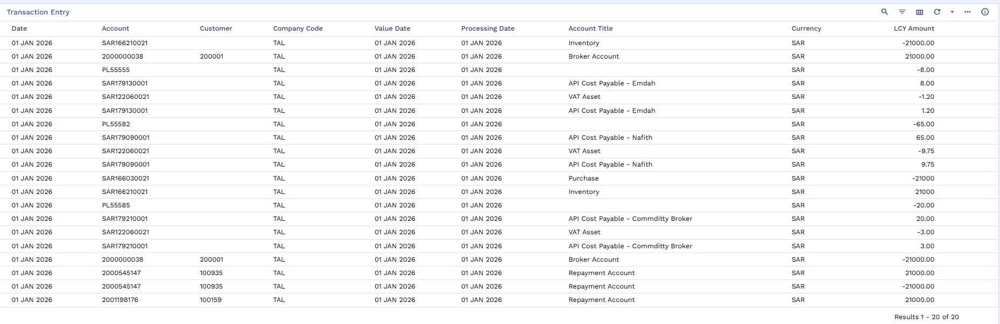 Transaction Entry
Date Account Customer Company Code Value Date Processing Date Account Title Currency LCY Amount
01 JAN 2026 SAR166210021 TAL 01 JAN 2026 01 JAN 2026 Inventory SAR -21000.00
01 JAN 2026 2000000038 200001 TAL 01 JAN 2026 01 JAN 2026 Broker Account SAR 21000.00
01 JAN 2026 PL55555 TAL 01 JAN 2026 01 JAN 2026 SAR -8.00
01 JAN 2026 SAR179130001 TAL 01 JAN 2026 01 JAN 2026 API Cost Payable - Emdah SAR 8.00
01 JAN 2026 SAR122060021 TAL 01 JAN 2026 01 JAN 2026 VAT Asset SAR -1.20
01 JAN 2026 SAR179130001 TAL 01 JAN 2026 01 JAN 2026 API Cost Payable - Emdah SAR 1.20
01 JAN 2026 PL55582 TAL 01 JAN 2026 01 JAN 2026 SAR -65.00
01 JAN 2026 SAR179090001 TAL 01 JAN 2026 01 JAN 2026 API Cost Payable - Nafith SAR 65.00
01 JAN 2026 SAR122060021 TAL 01 JAN 2026 01 JAN 2026 VAT Asset SAR -9.75
01 JAN 2026 SAR179090001 TAL 01 JAN 2026 01 JAN 2026 API Cost Payable - Nafith SAR 9.75
01 JAN 2026 SAR166030021 TAL 01 JAN 2026 01 JAN 2026 Purchase SAR -21000
01 JAN 2026 SAR166210021 TAL 01 JAN 2026 01 JAN 2026 Inventory SAR 21000
01 JAN 2026 PL55585 TAL 01 JAN 2026 01 JAN 2026 SAR -20.00
01 JAN 2026 SAR179210001 TAL 01 JAN 2026 01 JAN 2026 API Cost Payable - Commditty Broker SAR 20.00
01 JAN 2026 SAR122060021 TAL 01 JAN 2026 01 JAN 2026 VAT Asset SAR -3.00
01 JAN 2026 SAR179210001 TAL 01 JAN 2026 01 JAN 2026 API Cost Payable - Commditty Broker SAR 3.00
01 JAN 2026 2000000038 200001 TAL 01 JAN 2026 01 JAN 2026 Broker Account SAR -21000.00
01 JAN 2026 2000545147 100935 TAL 01 JAN 2026 01 JAN 2026 Repayment Account SAR 21000.00
01 JAN 2026 2000545147 100935 TAL 01 JAN 2026 01 JAN 2026 Repayment Account SAR -21000.00
01 JAN 2026 2001198176 100159 TAL 01 JAN 2026 01 JAN 2026 Repayment Account SAR 21000.00
Results 1 - 20 of 20